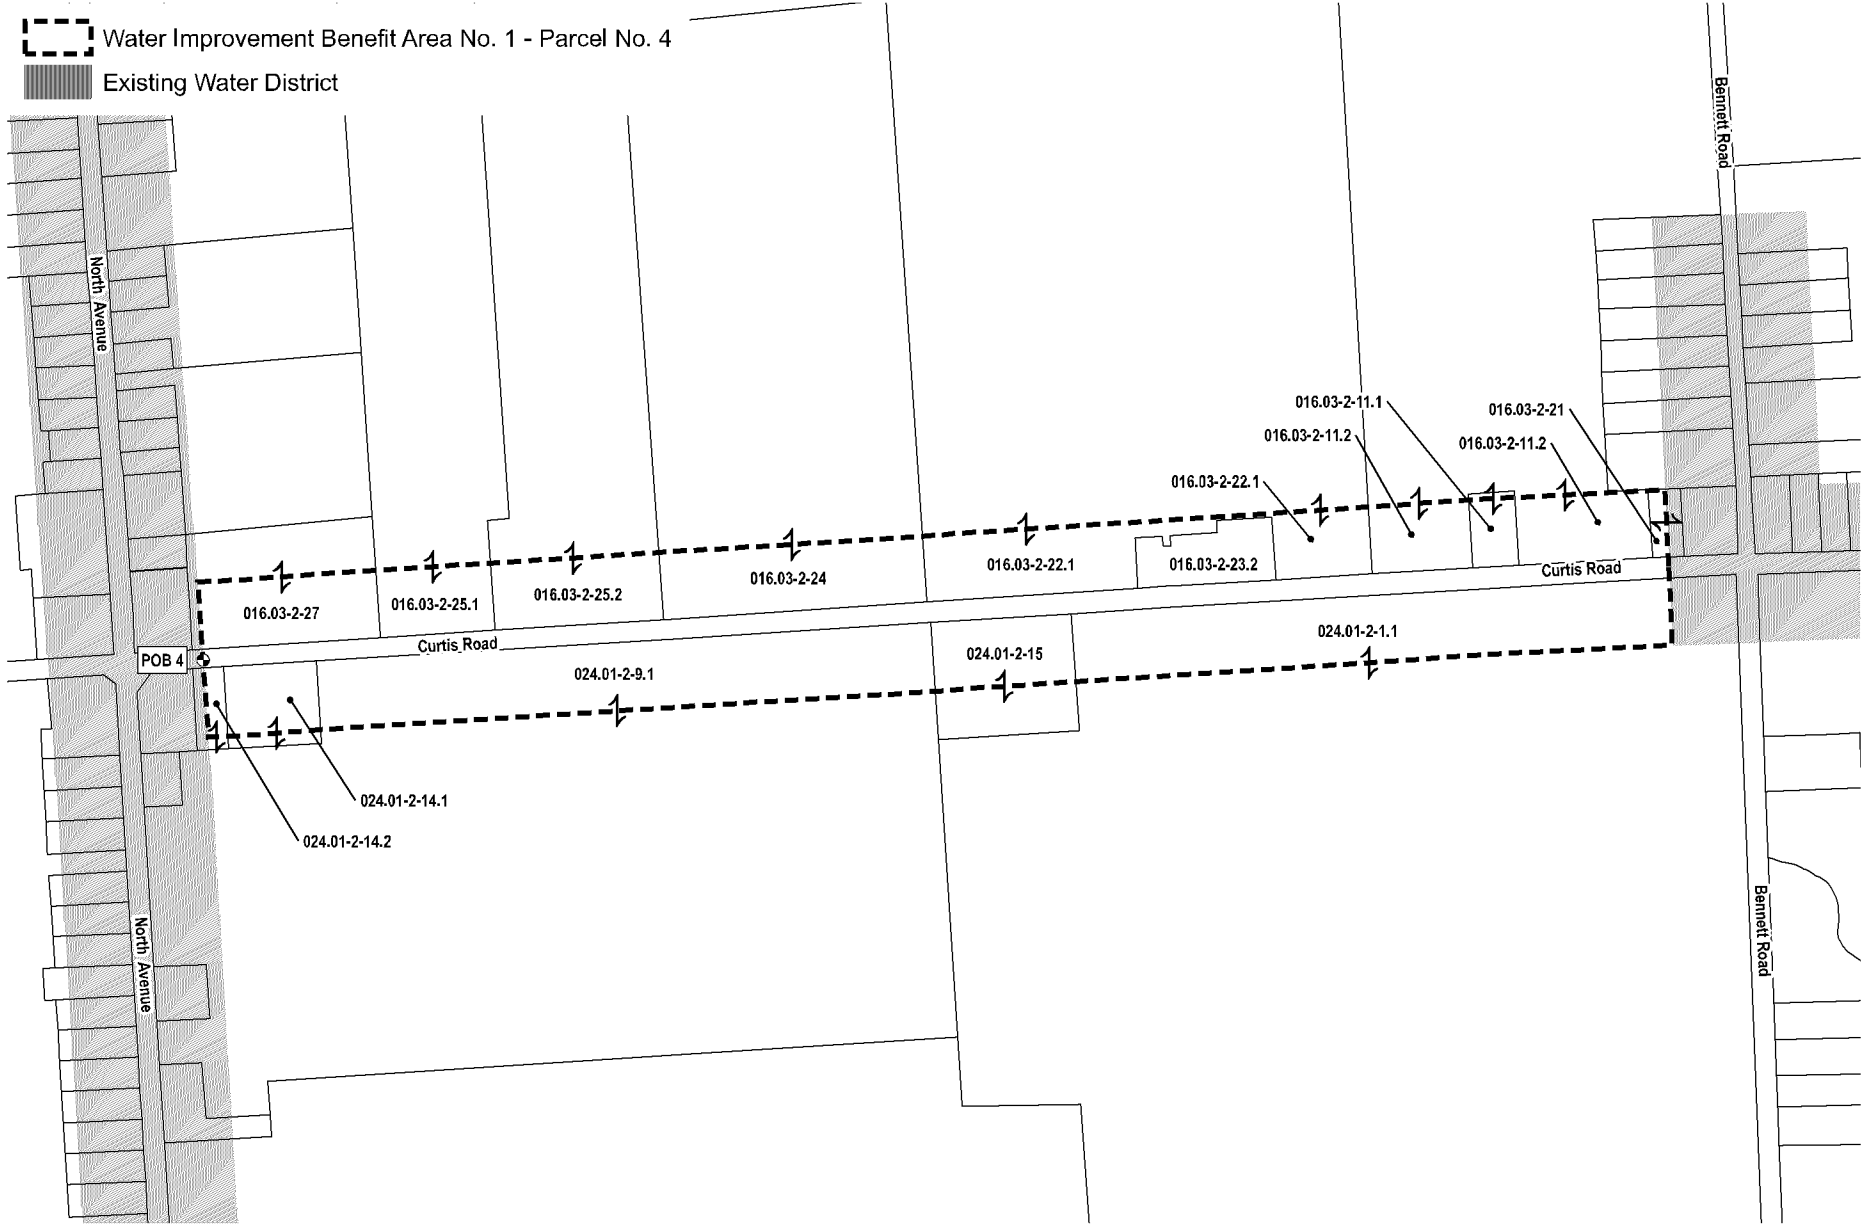 Water Improvement Benefit Area No. 1 - Parcel No. 4
Existing Water District
Bennett Road
North Avenue
016.03-2-11.1
016.03-2-21
016.03-2-11.2
016.03-2-11.2
016.03-2-22.1
016.03-2-27
016.03-2-25.1
016.03-2-25.2
016.03-2-24
016.03-2-22.1
016.03-2-23.2
Curtis Road
Curtis Road
POB 4
024.01-2-9.1
024.01-2-15
024.01-2-1.1
024.01-2-14.1
024.01-2-14.2
North Avenue
Bennett Road